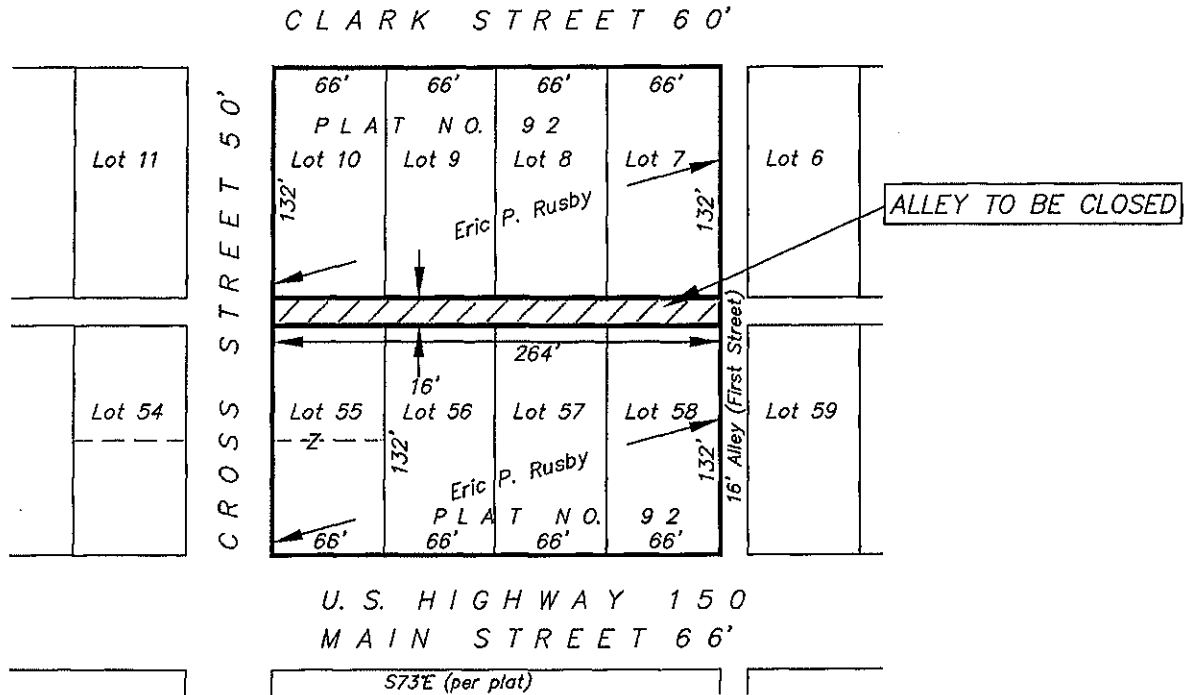 CLARK STREET 60'
66' 66' 66' 66'
PLAT NO. 92
Lot 11
Lot 10
Lot 9
Lot 8
Lot 7
Lot 6
132'
Eric P. Rusby
132'
ALLEY TO BE CLOSED
CROSS STREET 50'
264'
16'
16' Alley (First Street)
Lot 54
Lot 55
Lot 56
Lot 57
Lot 58
Lot 59
Z
132'
Eric P. Rusby
132'
PLAT NO. 92
66' 66' 66' 66'
U.S. HIGHWAY 150
MAIN STREET 66'
S73°E (per plat)